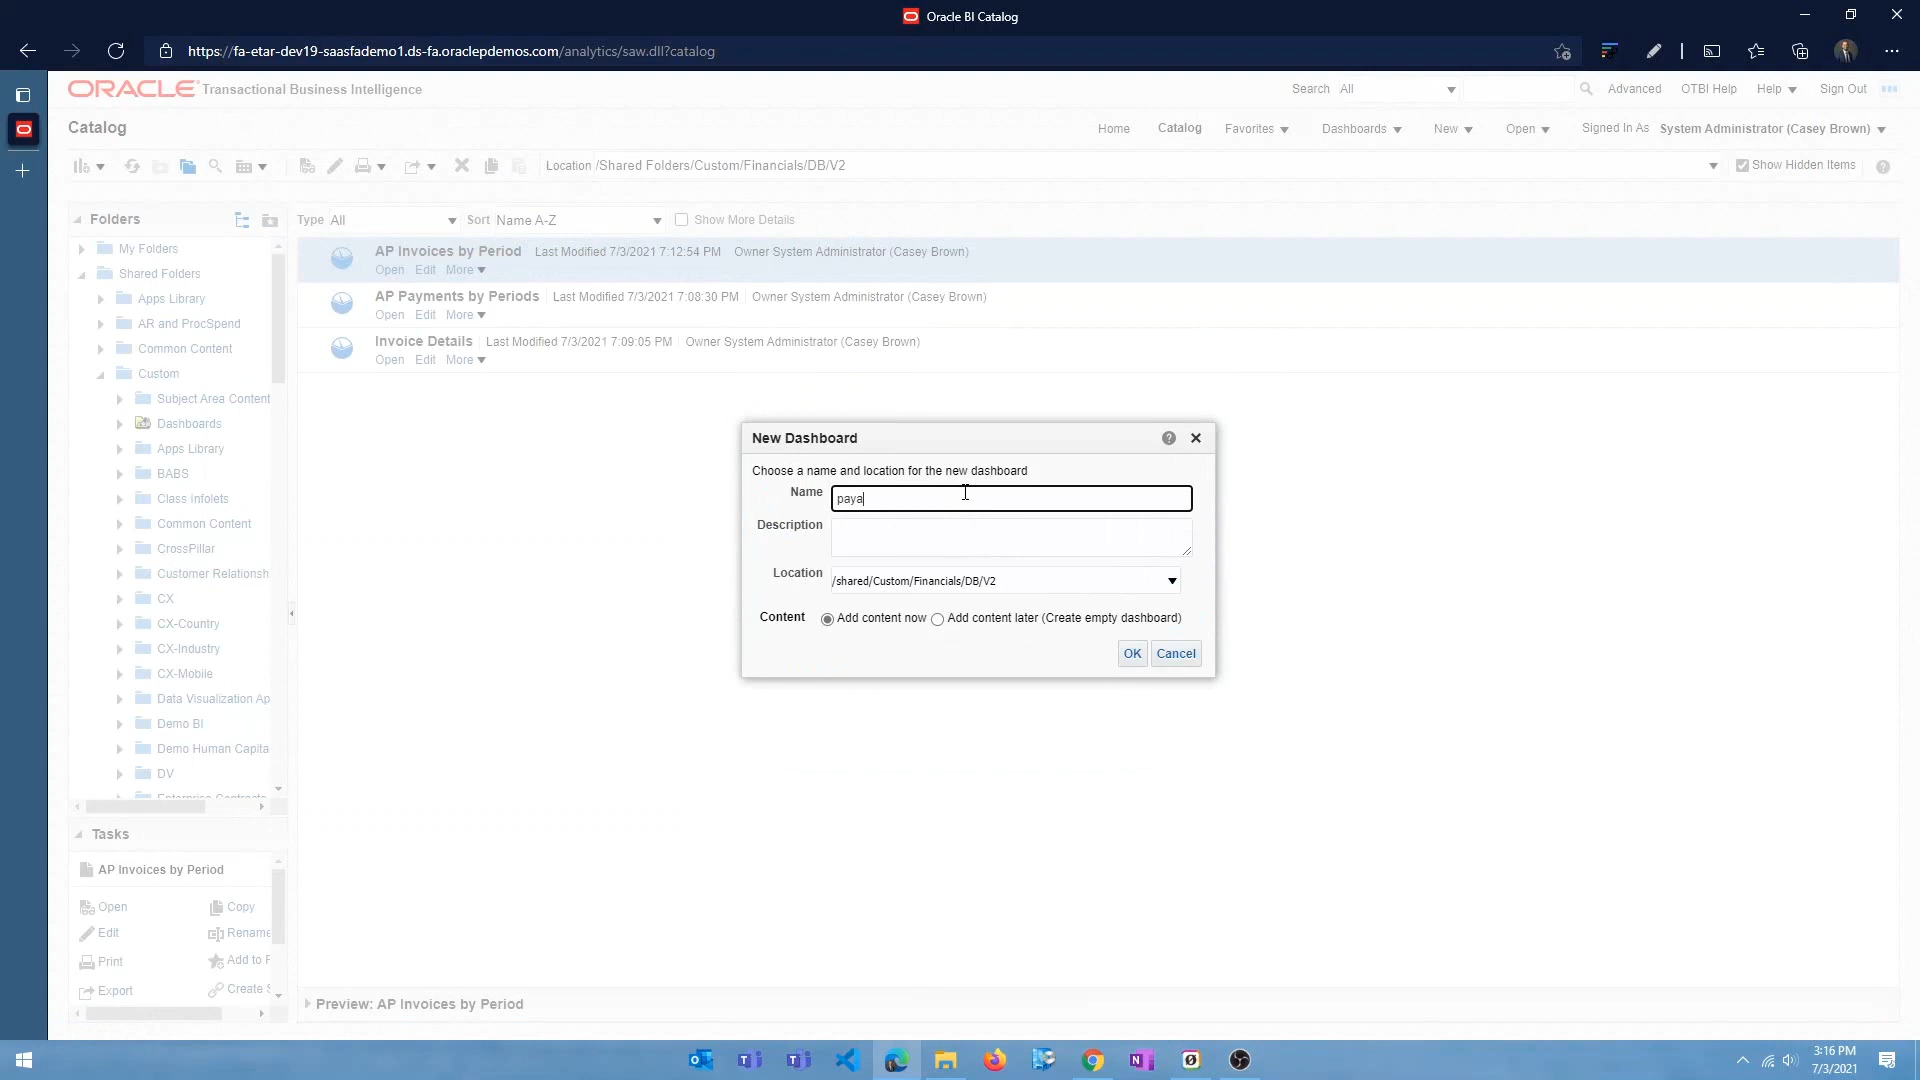 Oracle BI Catalog
https://fa-etar-dev19-saasfademo1.ds-fa.oraclepdemos.com/analytics/saw.dll?catalog
ORACLE Transactional Business Intelligence
Search All Advanced OTBI Help Help Sign Out
Catalog Home Catalog Favorites Dashboards New Open Signed In As System Administrator (Casey Brown)
Location /Shared Folders/Custom/Financials/DB/V2 Show Hidden Items
Folders Type All Sort Name A-Z Show More Details
My Folders
Shared Folders
Apps Library
AR and ProcSpend
Common Content
Custom
Subject Area Content
Dashboards
Apps Library
BABS
Class infolets
Common Content
CrossPillar
Customer Relationsh
CX
CX-Country
CX-Industry
CX-Mobile
Data Visualization Ap
Demo BI
Demo Human Capita
DV
Enterprise Contracts
AP Invoices by Period Last Modified 7/3/2021 7:12:54 PM Owner System Administrator (Casey Brown)
Open Edit More
AP Payments by Periods Last Modified 7/3/2021 7:08:30 PM Owner System Administrator (Casey Brown)
Open Edit More
Invoice Details Last Modified 7/3/2021 7:09:05 PM Owner System Administrator (Casey Brown)
Open Edit More
New Dashboard
Choose a name and location for the new dashboard
Name paya
Description
Location /shared/Custom/Financials/DB/V2
Content Add content now Add content later (Create empty dashboard)
OK Cancel
Tasks
AP Invoices by Period
Open Copy
Edit Rename
Print Add to F
Export Create S
Preview: AP Invoices by Period
3:16 PM
7/3/2021